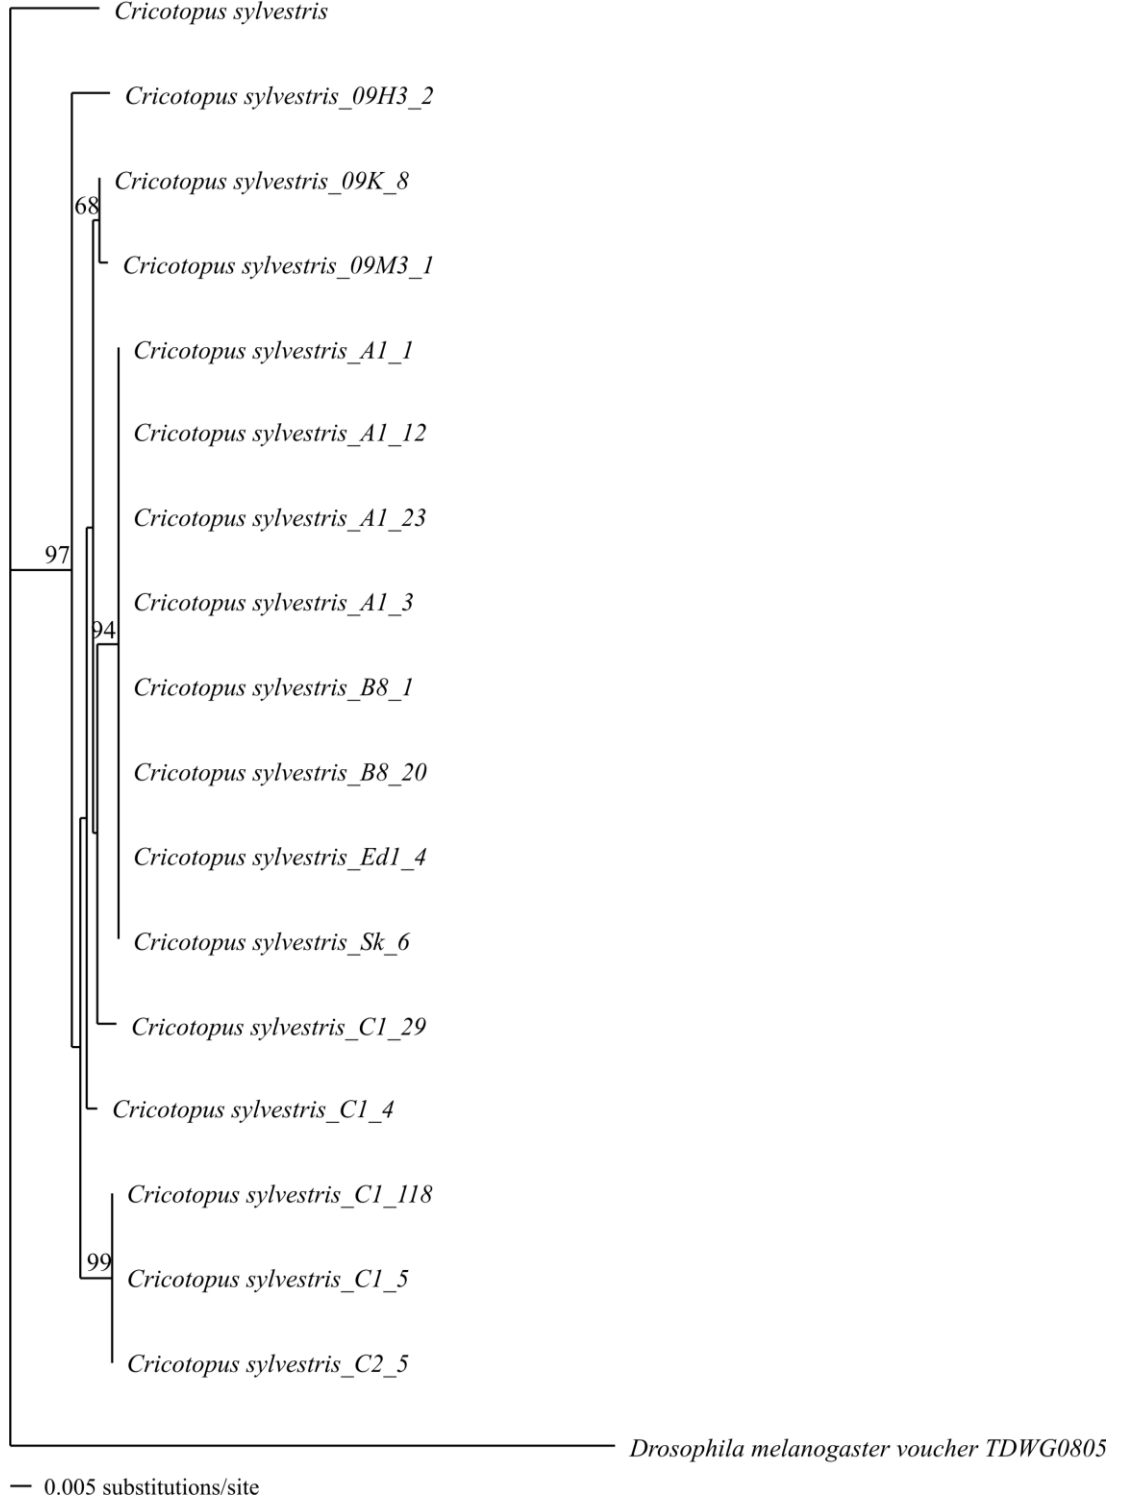 Cricotopus sylvestris
Cricotopus sylvestris_09H3_2
Cricotopus sylvestris_09K_8
68
Cricotopus sylvestris_09M3_1
Cricotopus sylvestris_A1_1
Cricotopus sylvestris_A1_12
Cricotopus sylvestris_A1_23
97
Cricotopus sylvestris_A1_3
94
Cricotopus sylvestris_B8_1
Cricotopus sylvestris_B8_20
Cricotopus sylvestris_Ed1_4
Cricotopus sylvestris_Sk_6
Cricotopus sylvestris_C1_29
Cricotopus sylvestris_C1_4
Cricotopus sylvestris_C1_118
99
Cricotopus sylvestris_C1_5
Cricotopus sylvestris_C2_5
Drosophila melanogaster voucher TDWG0805
0.005 substitutions/site